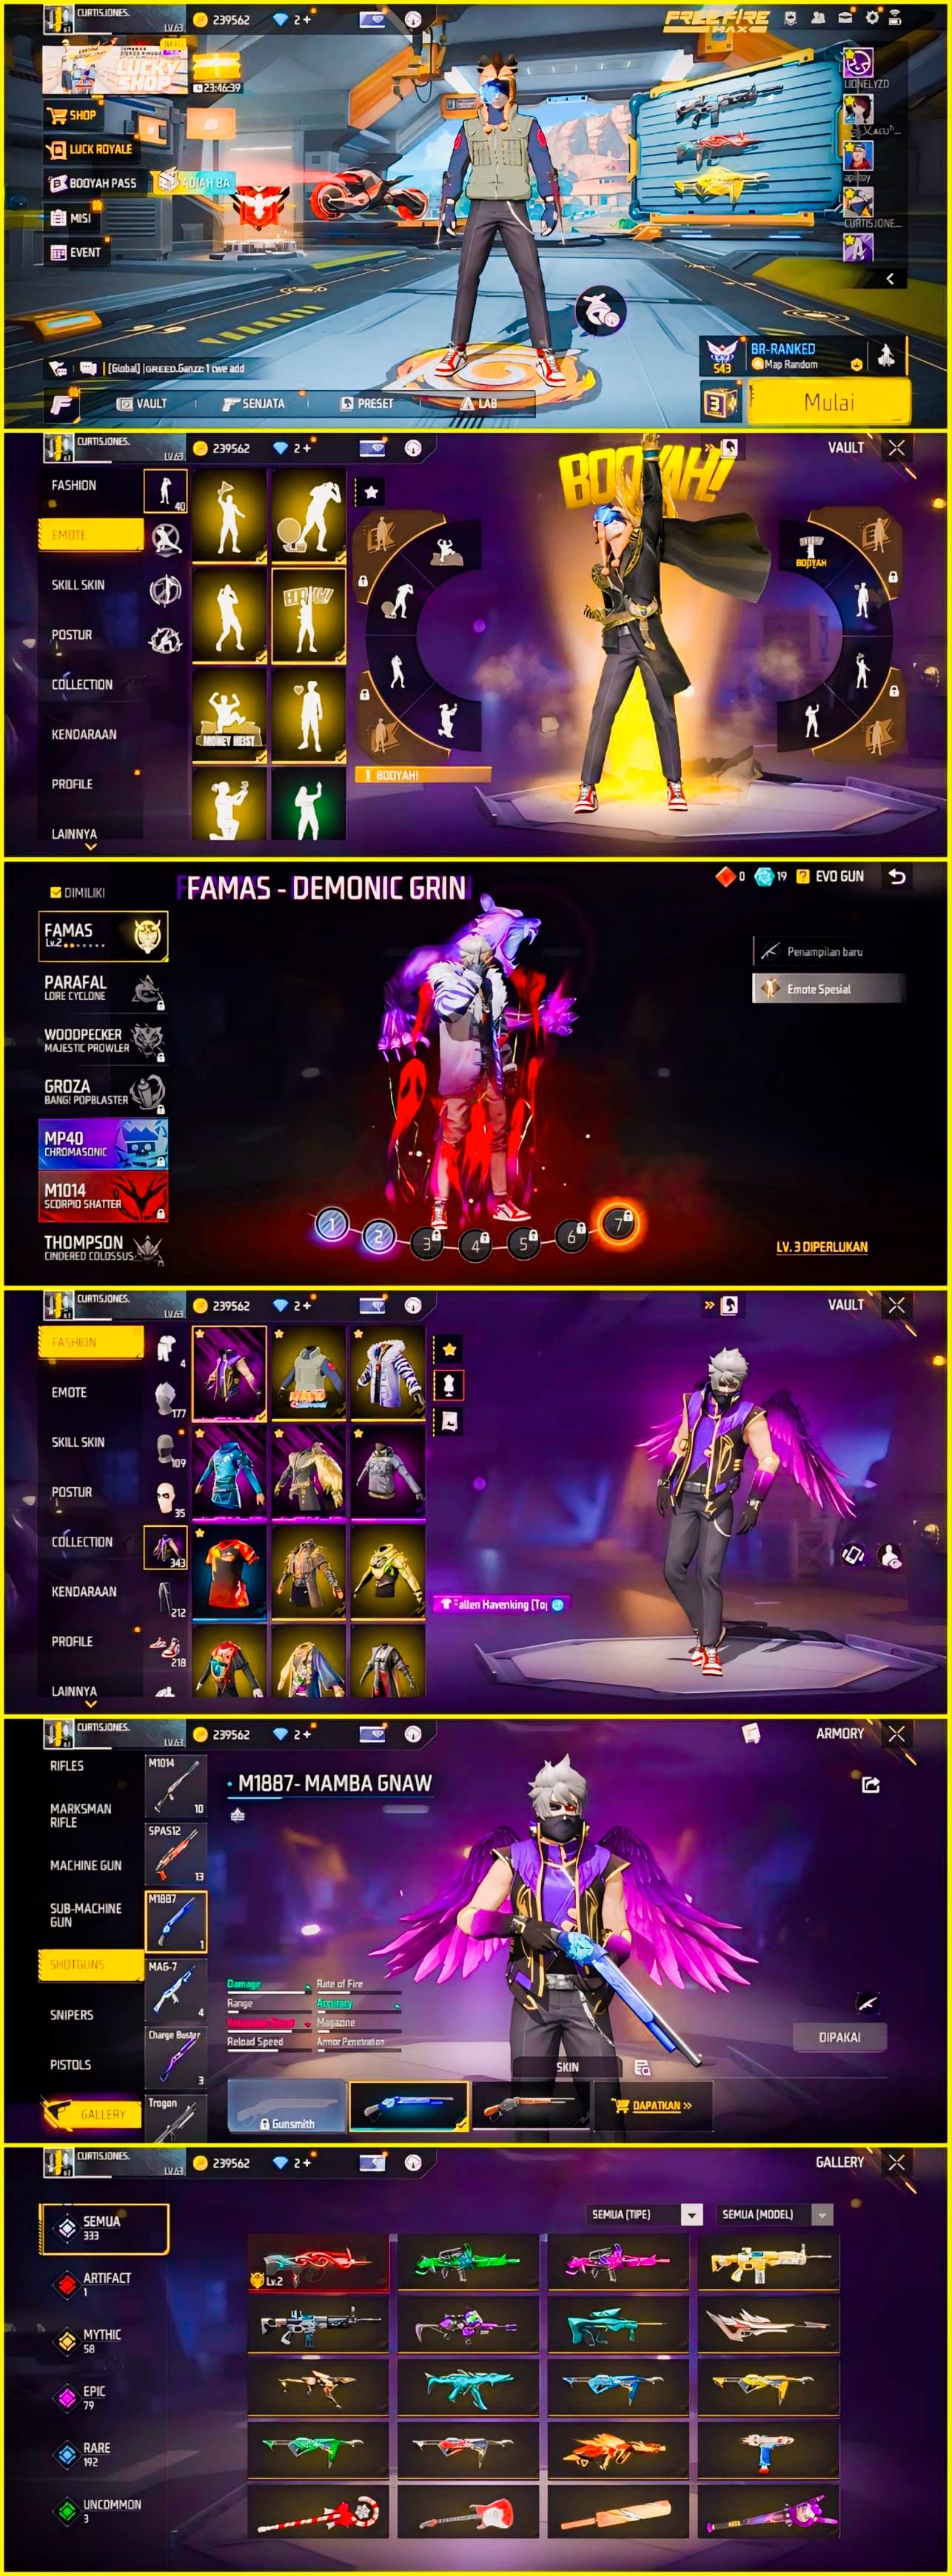 CURTISJONES.
LV.63
239562
2+
FREE FIRE
MAX
LUCKY
SHOP
23:46:39
SHOP
LUCK ROYALE
BOOYAH PASS
MISI
EVENT
LIONELYZD
CURTISJONE...
[Global] |GREED.Ganzz: 1 cwe add
BR-RANKED
543
Map Random
VAULT
SENJATA
PRESET
LAB
3
Mulai
CURTISJONES.
LV.63
239562
2+
VAULT
FASHION
40
EMOTE
SKILL SKIN
POSTUR
COLLECTION
KENDARAAN
PROFILE
LAINNYA
BOOYAH!
MONEY HEIST
BOOYAH!
BOOYAH
BOOYAH!
DIMILIKI
FAMAS - DEMONIC GRIN
0
19
EVO GUN
FAMAS
Lv.2
PARAFAL
LORE CYCLONE
WOODPECKER
MAJESTIC PROWLER
GROZA
BANG! POPBLASTER
MP40
CHROMASONIC
M1014
SCORPIO SHATTER
THOMPSON
CINDERED COLOSSUS
Penampilan baru
Emote Spesial
1
2
3
4
5
6
7
LV. 3 DIPERLUKAN
CURTISJONES.
LV.63
239562
2+
VAULT
FASHION
4
EMOTE
177
SKILL SKIN
109
POSTUR
35
COLLECTION
343
KENDARAAN
212
PROFILE
218
LAINNYA
NARUTO
Fallen Havenking (Top
CURTISJONES.
LV.63
239562
2+
ARMORY
RIFLES
MARKSMAN
RIFLE
MACHINE GUN
SUB-MACHINE
GUN
SHOTGUNS
SNIPERS
PISTOLS
GALLERY
M1014
10
SPAS12
13
M1887
1
MAG-7
4
Charge Buster
3
Trogon
M1887- MAMBA GNAW
Damage
Rate of Fire
Range
Accuracy
Magazine
Reload Speed
Armor Penetration
DIPAKAI
SKIN
Gunsmith
DAPATKAN »
CURTISJONES.
LV.63
239562
2+
GALLERY
SEMUA
333
ARTIFACT
1
MYTHIC
58
EPIC
79
RARE
192
UNCOMMON
3
SEMUA (TIPE)
SEMUA (MODEL)
Lv.2